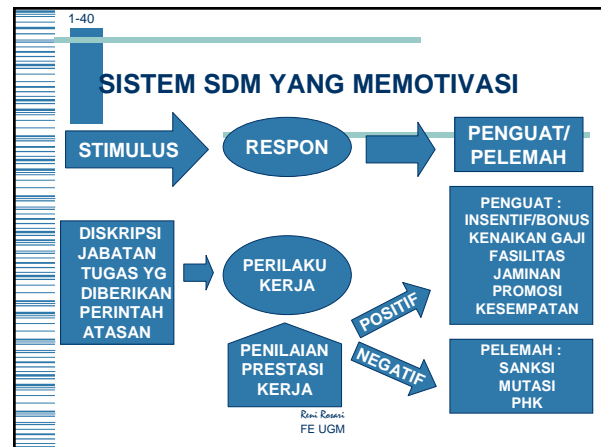 1-40
SISTEM SDM YANG MEMOTIVASI
STIMULUS
RESPON
PENGUAT/
PELEMAH
DISKRIPSI
JABATAN
TUGAS YG
DIBERIKAN
PERINTAH
ATASAN
PERILAKU
KERJA
PENILAIAN
PRESTASI
KERJA
POSITIF
NEGATIF
PENGUAT :
INSENTIF/BONUS
KENAIKAN GAJI
FASILITAS
JAMINAN
PROMOSI
KESEMPATAN
PELEMAH :
SANKSI
MUTASI
PHK
Reni Rosari
FE UGM